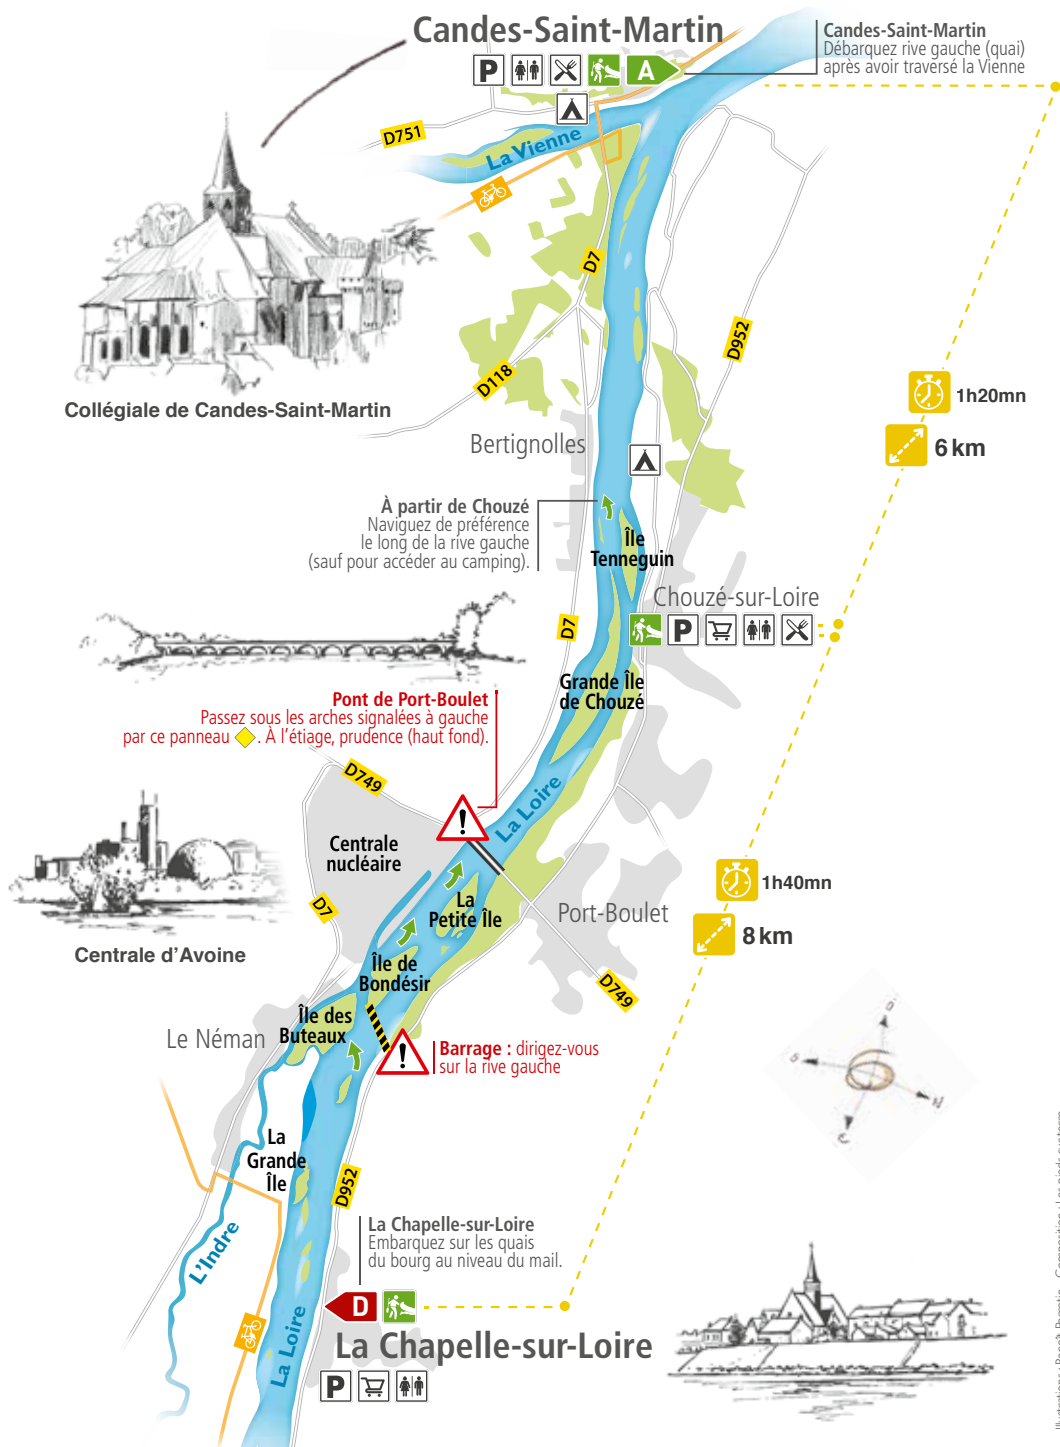 Candes-Saint-Martin
P
A
Candes-Saint-Martin
Débarquez rive gauche (quai)
après avoir traversé la Vienne
D751
La Vienne
D7
D952
D118
Collégiale de Candes-Saint-Martin
1h20mn
6 km
Bertignolles
À partir de Chouzé
Naviguez de préférence
le long de la rive gauche
(sauf pour accéder au camping).
Île
Tenneguin
Chouzé-sur-Loire
P
D7
Grande Île
de Chouzé
Pont de Port-Boulet
Passez sous les arches signalées à gauche
par ce panneau . À l'étiage, prudence (haut fond).
D749
La Loire
!
Centrale
nucléaire
1h40mn
8 km
La
Petite Île
Port-Boulet
D7
Centrale d'Avoine
Île de
Bondésir
D749
Île des
Buteaux
Le Néman
!
Barrage : dirigez-vous
sur la rive gauche
O
S
N
E
La
Grande
Île
D952
L'Indre
La Chapelle-sur-Loire
Embarquez sur les quais
du bourg au niveau du mail.
D
La Loire
La Chapelle-sur-Loire
P